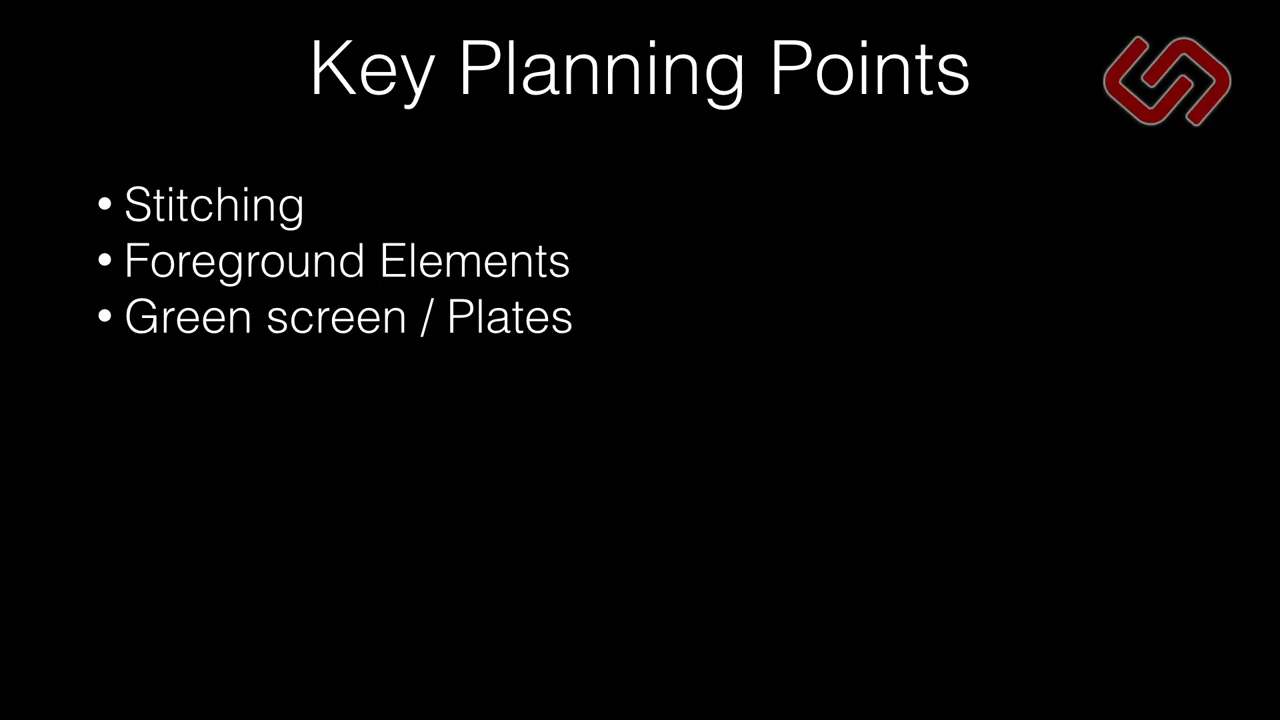 Key Planning Points
• Stitching
• Foreground Elements
• Green screen / Plates